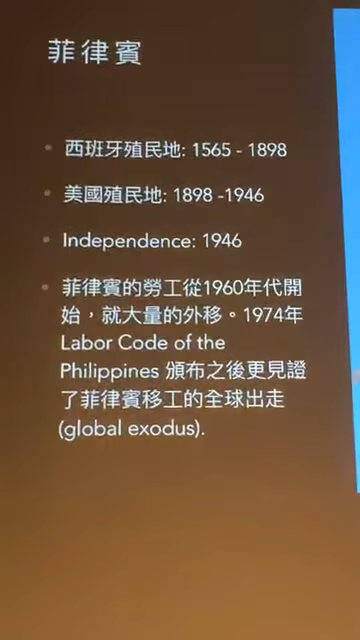 菲律賓
西班牙殖民地: 1565 - 1898
美國殖民地: 1898 -1946
Independence: 1946
菲律賓的勞工從1960年代開
始，就大量的外移。1974年
Labor Code of the
Philippines 頒布之後更見證
了菲律賓移工的全球出走
(global exodus).